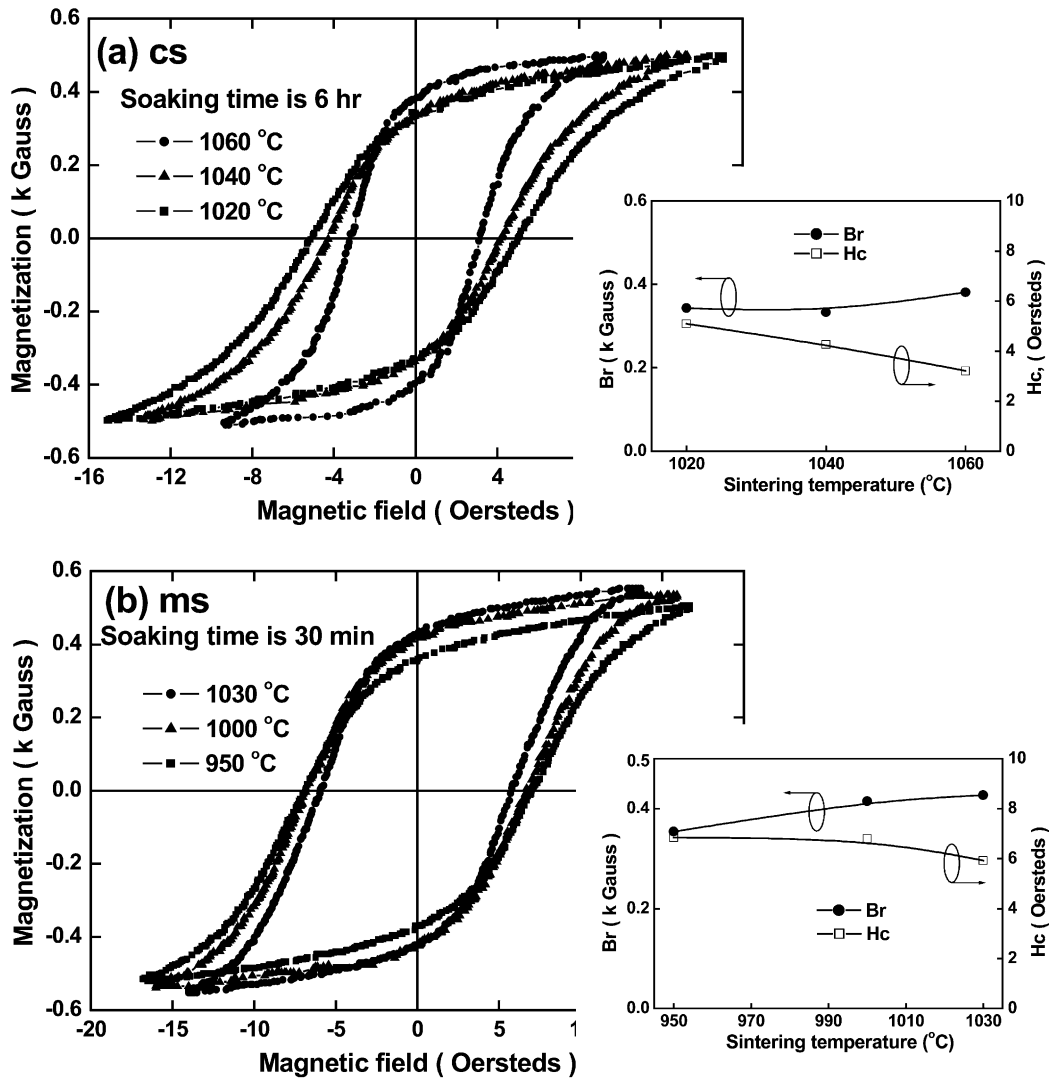 (a) cs
Soaking time is 6 hr
1060 °C
1040 °C
1020 °C
Magnetization ( k Gauss )
0.6
0.4
0.2
0.0
-0.2
-0.4
-0.6
-16 -12 -8 -4 0 4
Magnetic field ( Oersteds )
Br ( k Gauss )
0.6
0.4
0.2
0.0
Br
Hc
10
8
6
4
2
0
Hc, ( Oersteds )
1020 1040 1060
Sintering temperature (°C)
(b) ms
Soaking time is 30 min
1030 °C
1000 °C
950 °C
Magnetization ( k Gauss )
0.6
0.4
0.2
0.0
-0.2
-0.4
-0.6
-20 -15 -10 -5 0 1
Magnetic field ( Oersteds )
Br ( k Gauss )
0.5
0.4
0.2
0.0
Br
Hc
10
8
6
4
2
0
Hc ( Oersteds )
950 970 990 1010 1030
Sintering temperature (°C)